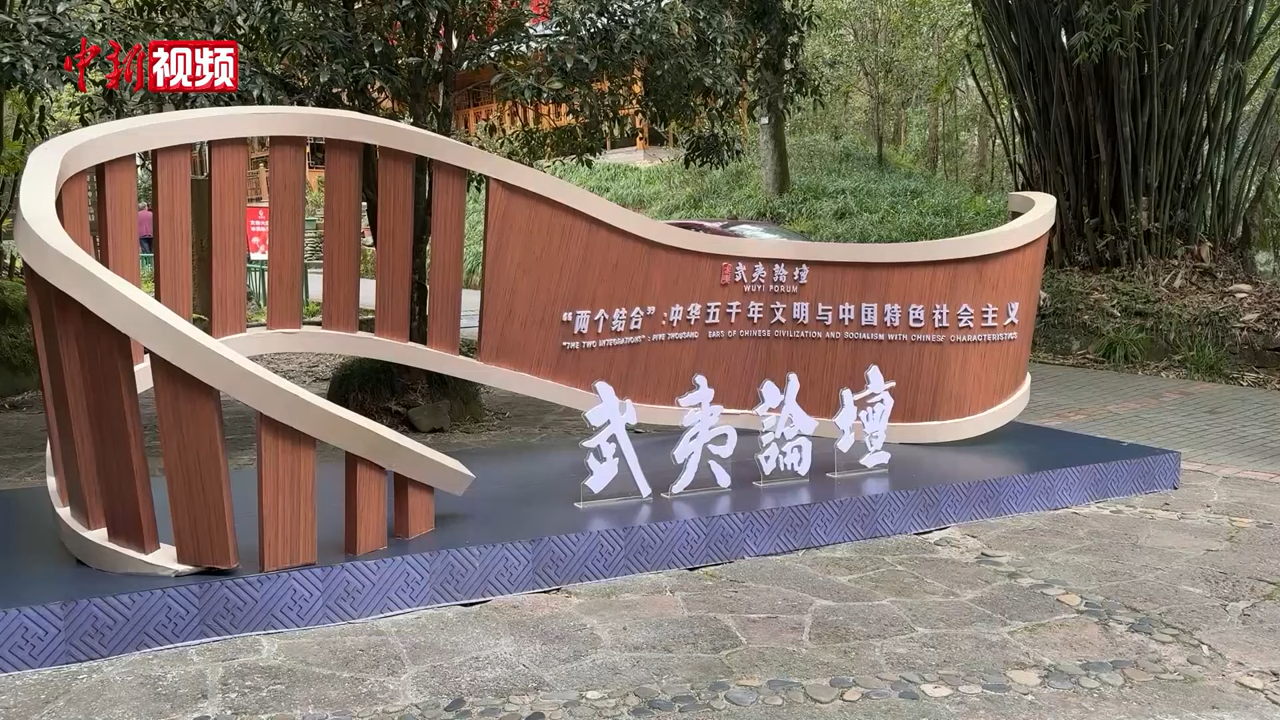 中新视频
武夷論壇
WUYI FORUM
“两个结合”:中华五千年文明与中国特色社会主义
"THE TWO INTEGRATIONS" : FIVE THOUSAND EARS OF CHINESE CIVILIZATION AND SOCIALISM WITH CHINESE CHARACTERISTICS
武夷論壇